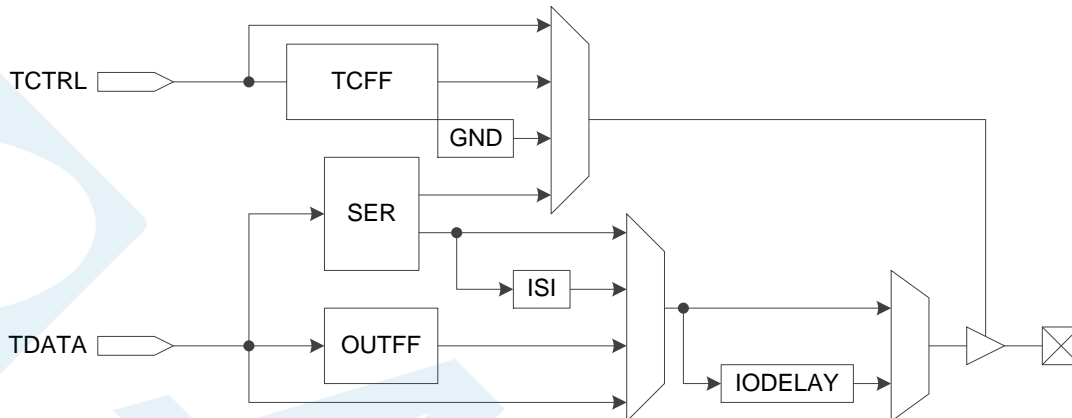 TCTRL
TCFF
GND
SER
ISI
TDATA
OUTFF
IODELAY